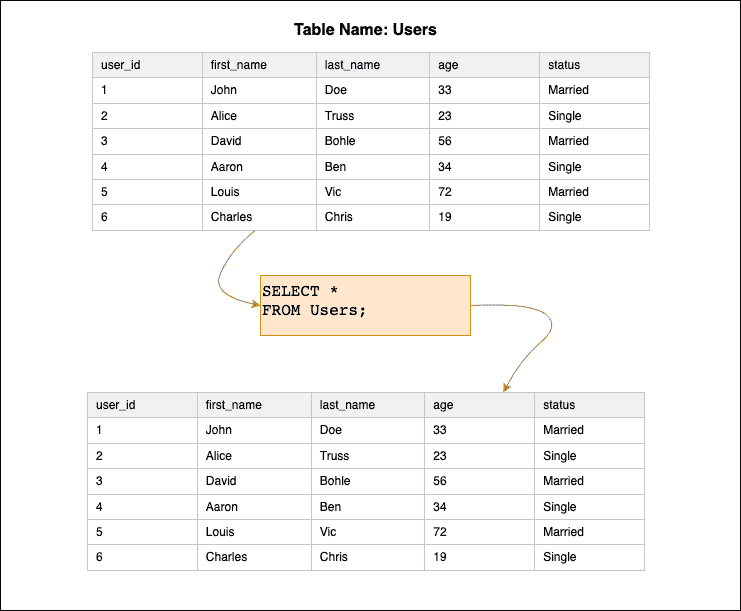 Table Name: Users
user_id first_name last_name age status
1 John Doe 33 Married
2 Alice Truss 23 Single
3 David Bohle 56 Married
4 Aaron Ben 34 Single
5 Louis Vic 72 Married
6 Charles Chris 19 Single
SELECT *
FROM Users;
user_id first_name last_name age status
1 John Doe 33 Married
2 Alice Truss 23 Single
3 David Bohle 56 Married
4 Aaron Ben 34 Single
5 Louis Vic 72 Married
6 Charles Chris 19 Single